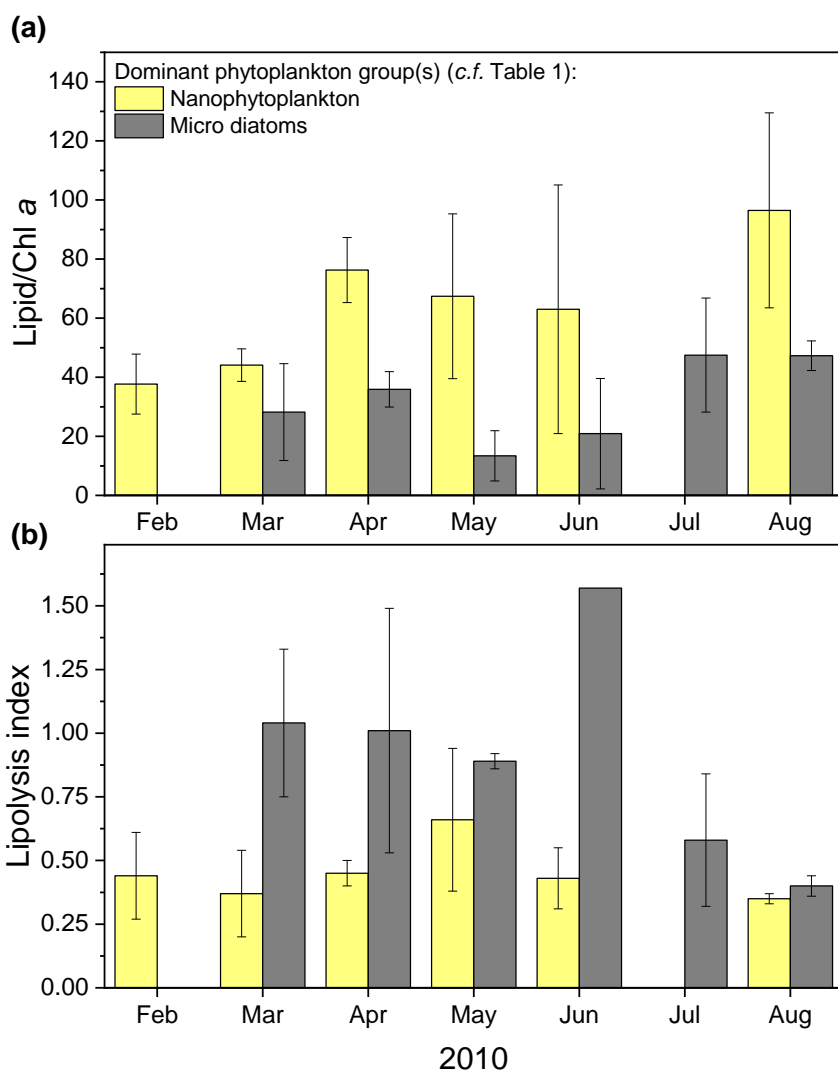 (a)
Dominant phytoplankton group(s) (c.f. Table 1):
Nanophytoplankton
Micro diatoms
140
120
100
80
60
40
20
0
Lipid/Chl a
Feb Mar Apr May Jun Jul Aug
(b)
1.50
1.25
1.00
0.75
0.50
0.25
0.00
Lipolysis index
Feb Mar Apr May Jun Jul Aug
2010